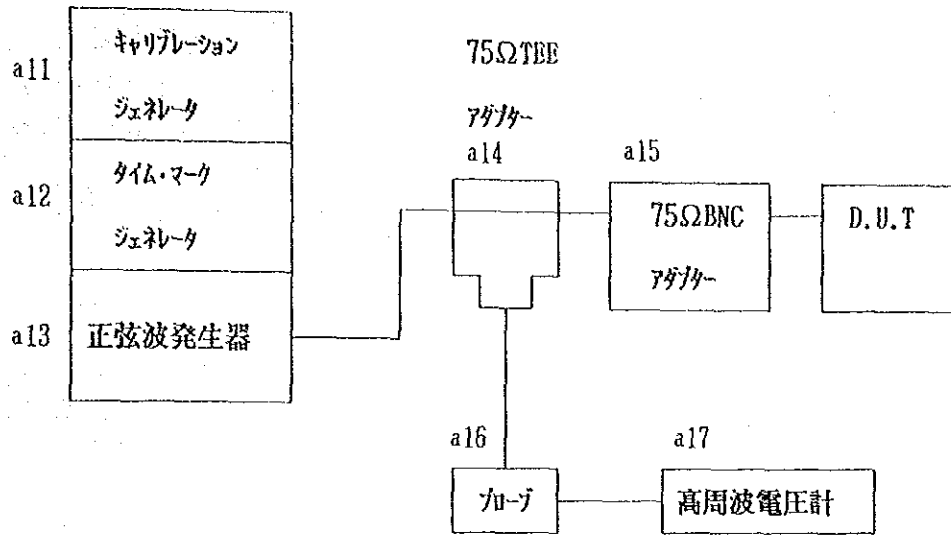 a11
キャリブレーション
ジェネレータ
a12
タイム・マーク
ジェネレータ
a13
正弦波発生器
75ΩTEE
アダプター
a14
a15
75ΩBNC
アダプター
D.U.T
a16
プローブ
a17
高周波電圧計